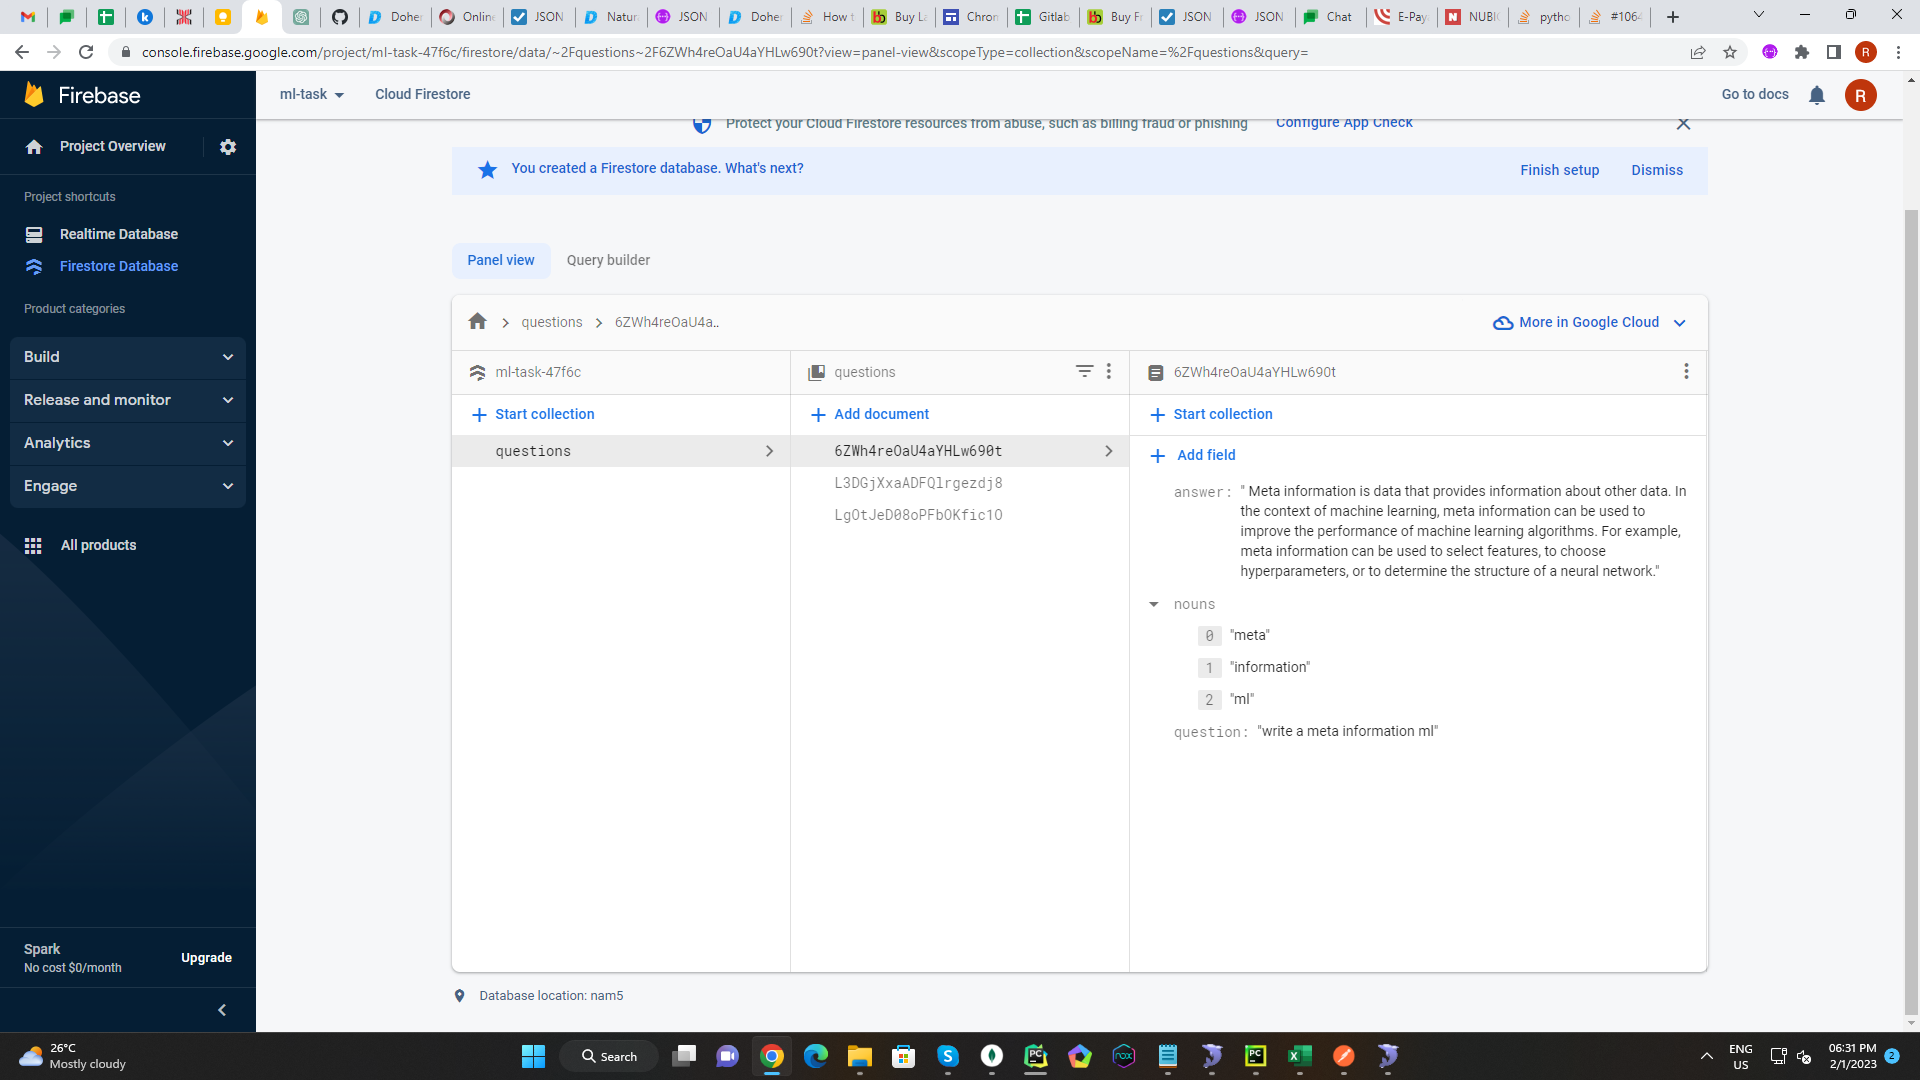 Doher
Online
JSON
Natura
JSON
Doher
How t
Buy La
Chron
Gitlab
Buy Fr
JSON
JSON
Chat
E-Pay
NUBI
pytho
#1064
console.firebase.google.com/project/ml-task-47f6c/firestore/data/~2Fquestions~2F6ZWh4reOaU4aYHLw690t?view=panel-view&scopeType=collection&scopeName=%2Fquestions&query=
R
Firebase
ml-task
Cloud Firestore
Go to docs
R
Protect your Cloud Firestore resources from abuse, such as billing fraud or phishing
Configure App Check
Project Overview
You created a Firestore database. What's next?
Finish setup
Dismiss
Project shortcuts
Realtime Database
Firestore Database
Product categories
Build
Release and monitor
Analytics
Engage
All products
Panel view
Query builder
questions
6ZWh4reOaU4a..
More in Google Cloud
ml-task-47f6c
questions
6ZWh4reOaU4aYHLw690t
Start collection
Add document
Start collection
questions
6ZWh4reOaU4aYHLw690t
L3DGjXxaADFQlrgezdj8
LgOtJeD08oPFbOKfic1O
Add field
answer: " Meta information is data that provides information about other data. In
the context of machine learning, meta information can be used to
improve the performance of machine learning algorithms. For example,
meta information can be used to select features, to choose
hyperparameters, or to determine the structure of a neural network."
nouns
0 "meta"
1 "information"
2 "ml"
question: "write a meta information ml"
Spark
No cost $0/month
Upgrade
Database location: nam5
26°C
Mostly cloudy
Search
PC
nox
PC
ENG
US
06:31 PM
2/1/2023
2